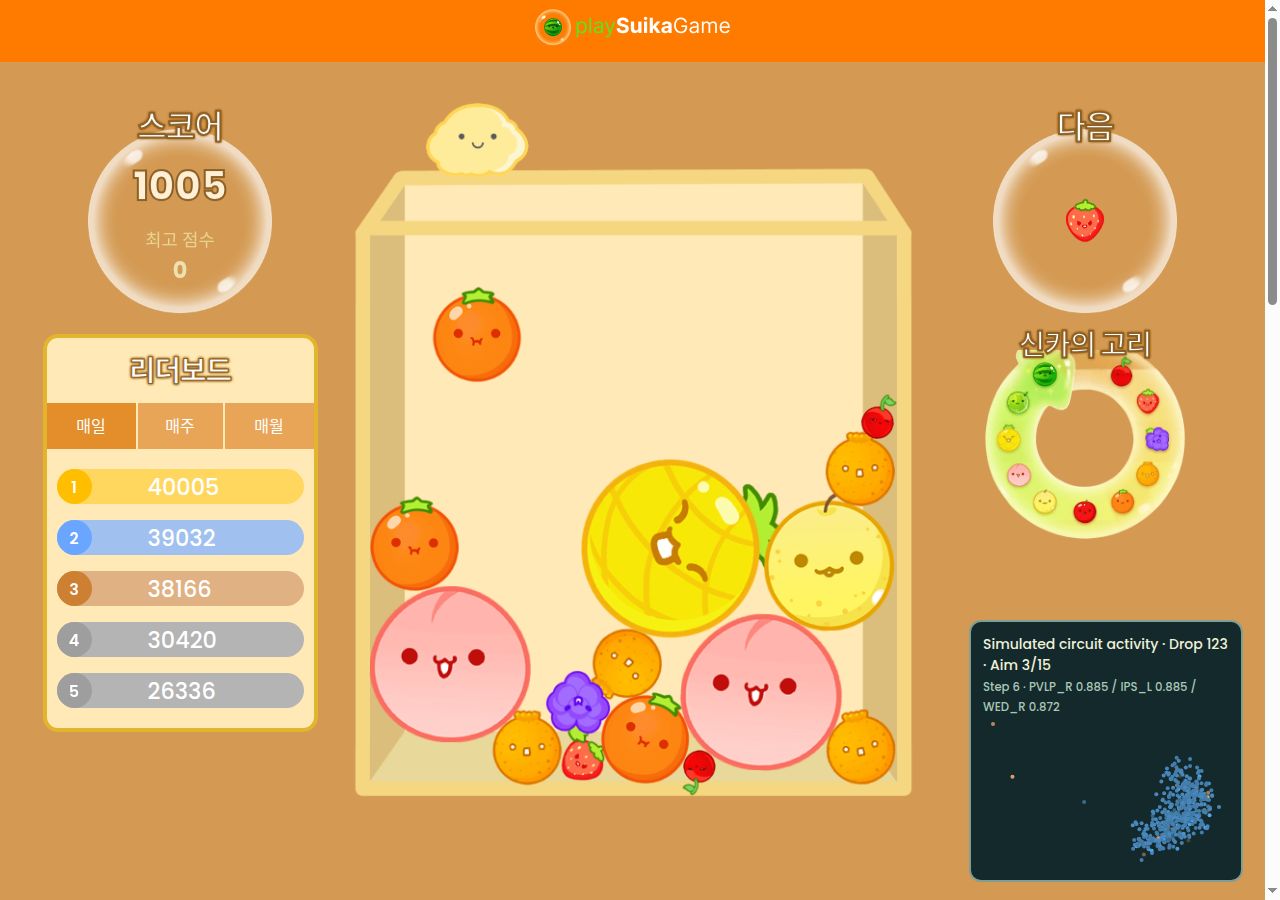 playSuikaGame
스코어
1005
최고 점수
0
다음
신카의 고리
리더보드
매일 매주 매월
1 40005
2 39032
3 38166
4 30420
5 26336
Simulated circuit activity · Drop 123
· Aim 3/15
Step 6 · PVLP_R 0.885 / IPS_L 0.885 /
WED_R 0.872